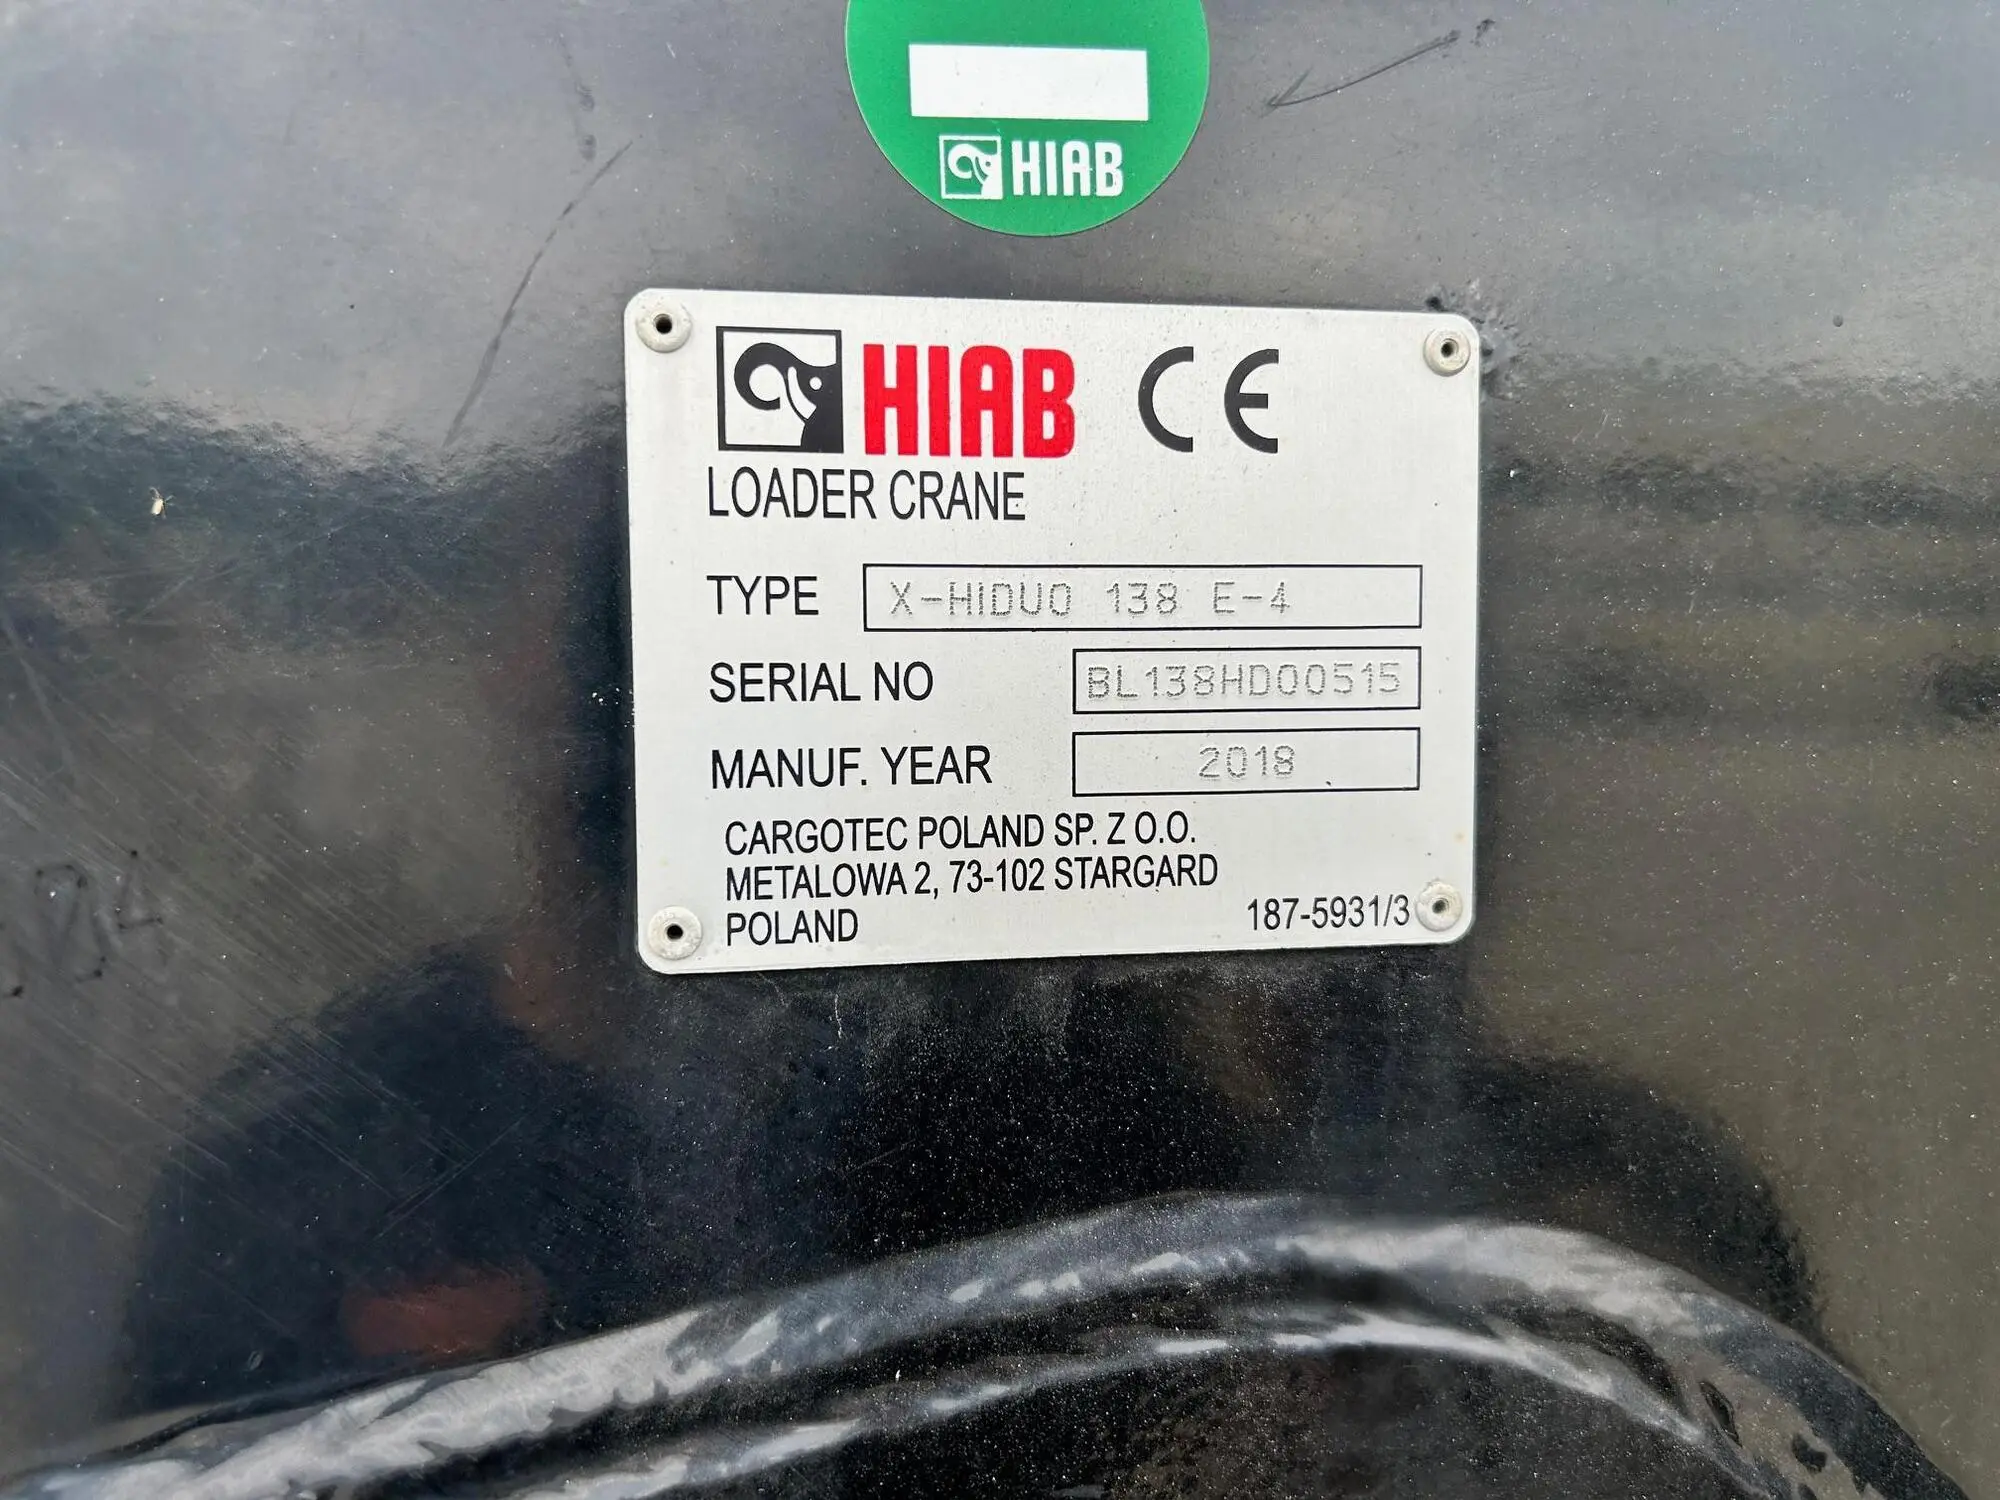 HIAB
HIAB CE
LOADER CRANE
TYPE X-HIDUO 138 E-4
SERIAL NO BL138HD00515
MANUF. YEAR 2018
CARGOTEC POLAND SP. Z O.O.
METALOWA 2, 73-102 STARGARD
POLAND 187-5931/3